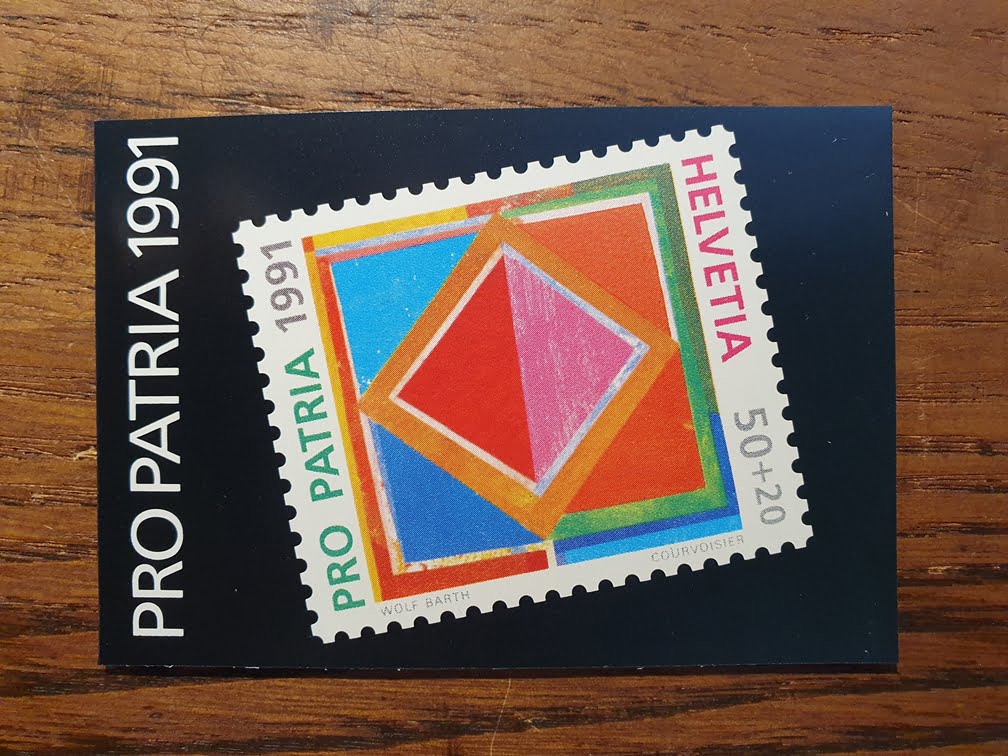 PRO PATRIA 1991
PRO PATRIA 1991
HELVETIA
50+20
WOLF BARTH
COURVOISIER